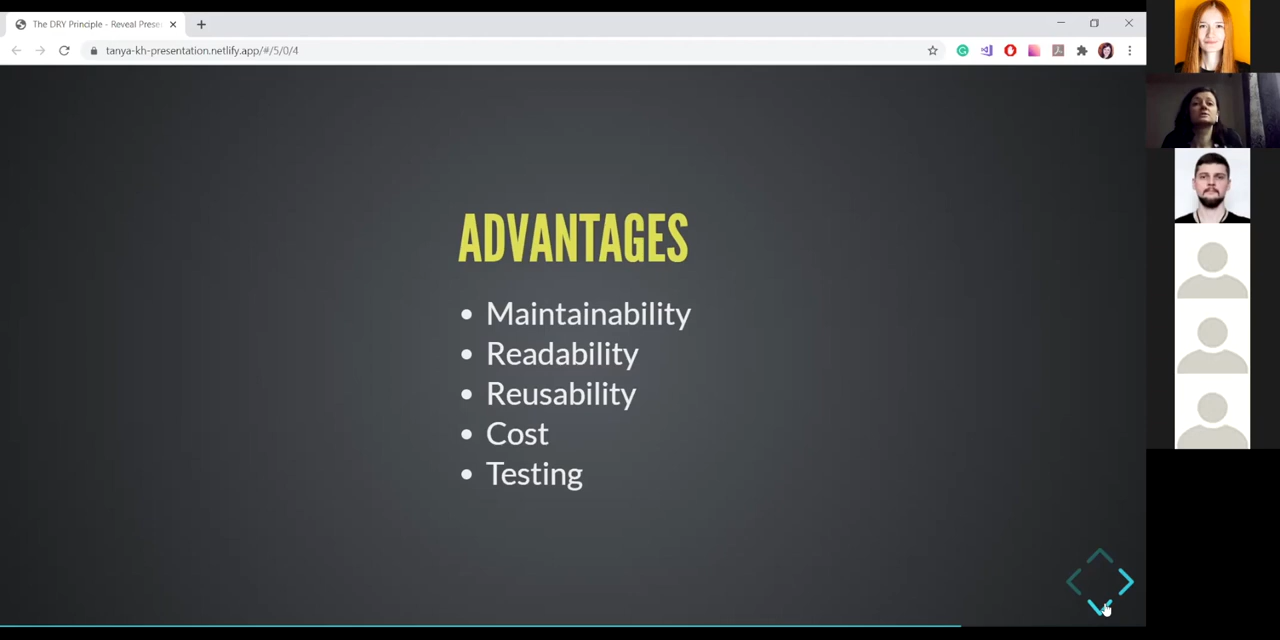 The DRY Principle - Reveal Prese
tanya-kh-presentation.netlify.app/#/5/0/4
ADVANTAGES
• Maintainability
• Readability
• Reusability
• Cost
• Testing